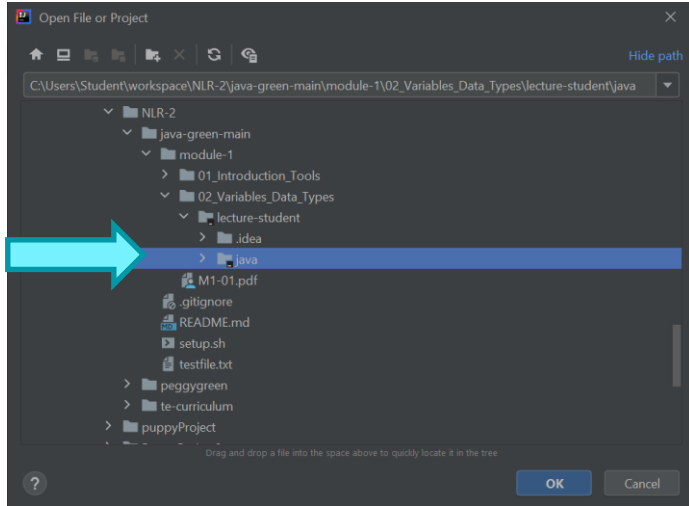 Open File or Project
Hide path
C:\Users\Student\workspace\NLR-2\java-green-main\module-1\02_Variables_Data_Types\lecture-student\java
NLR-2
java-green-main
module-1
01_Introduction_Tools
02_Variables_Data_Types
lecture-student
.idea
java
M1-01.pdf
.gitignore
README.md
setup.sh
testfile.txt
peggygreen
te-curriculum
puppyProject
Drag and drop a file into the space above to quickly locate it in the tree
?
OK
Cancel